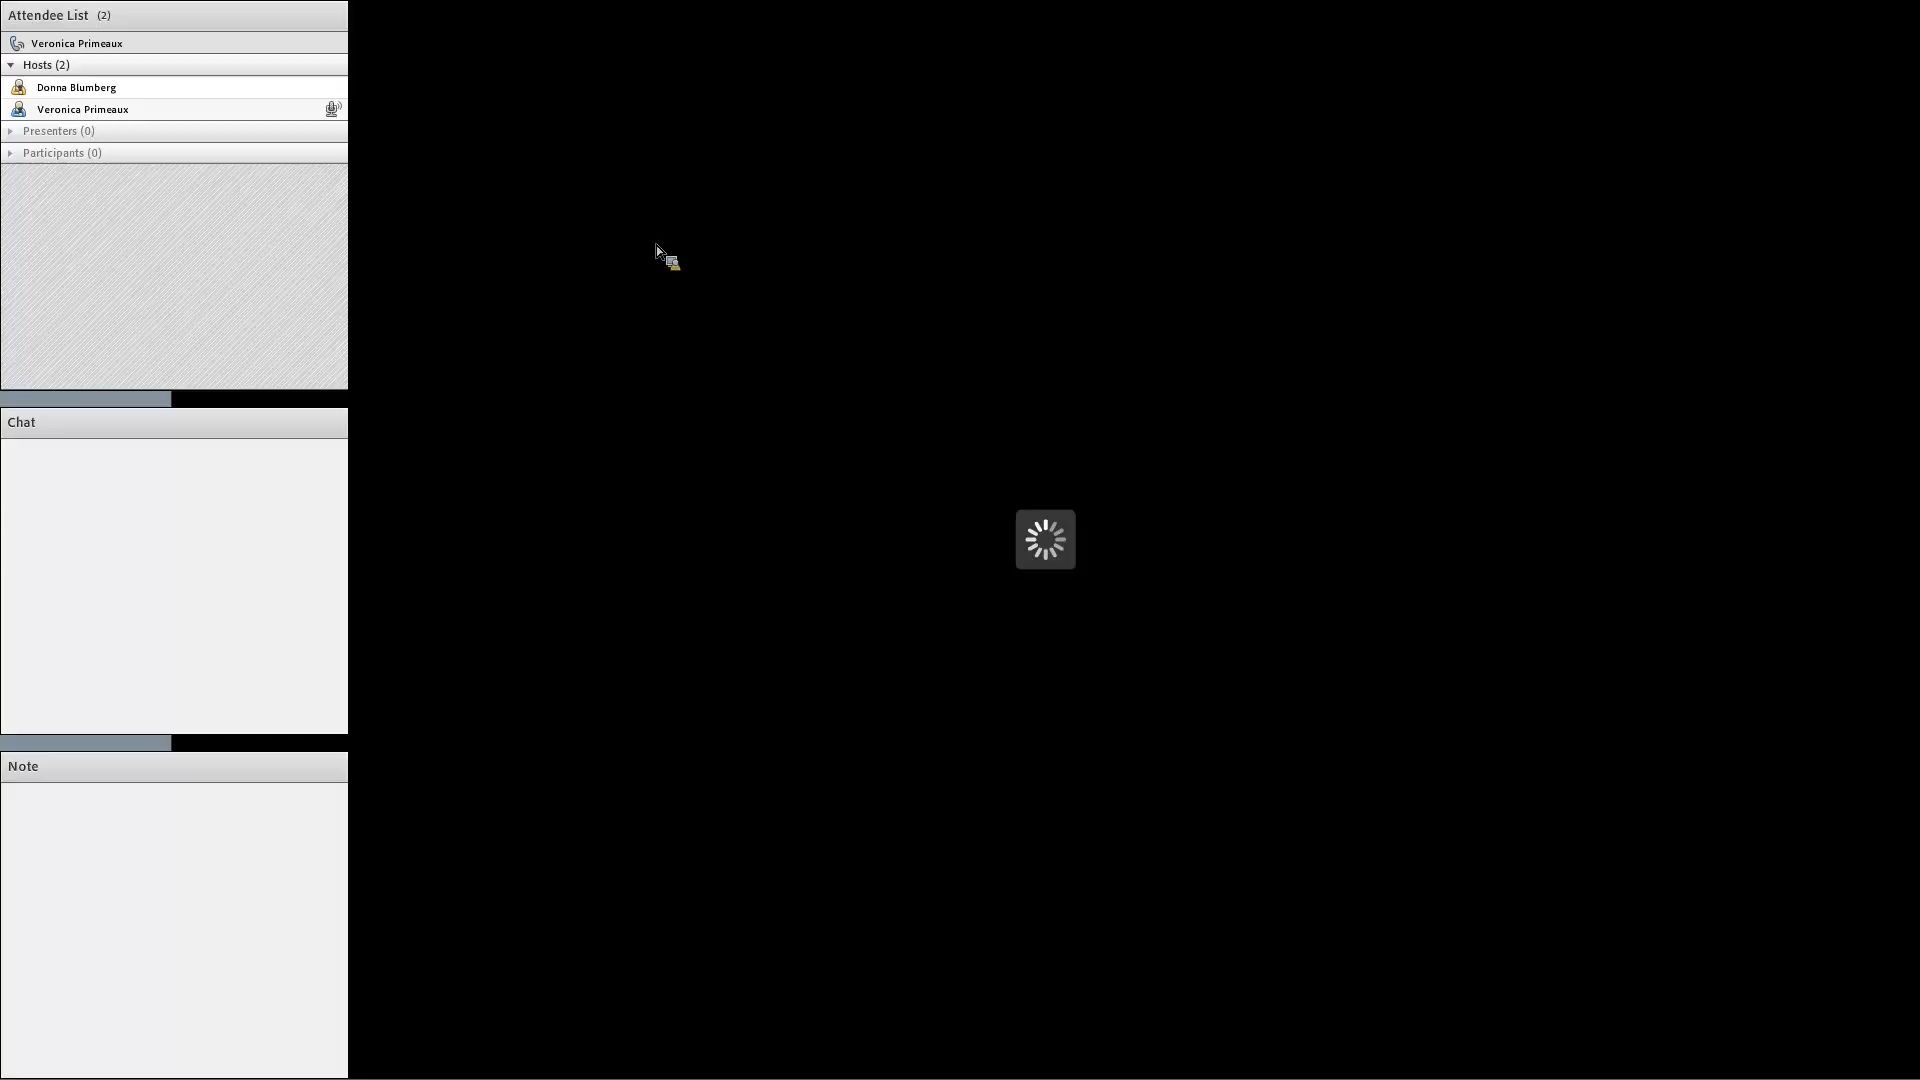 Attendee List (2)
Veronica Primeaux
Hosts (2)
Donna Blumberg
Veronica Primeaux
Presenters (0)
Participants (0)
Chat
Note